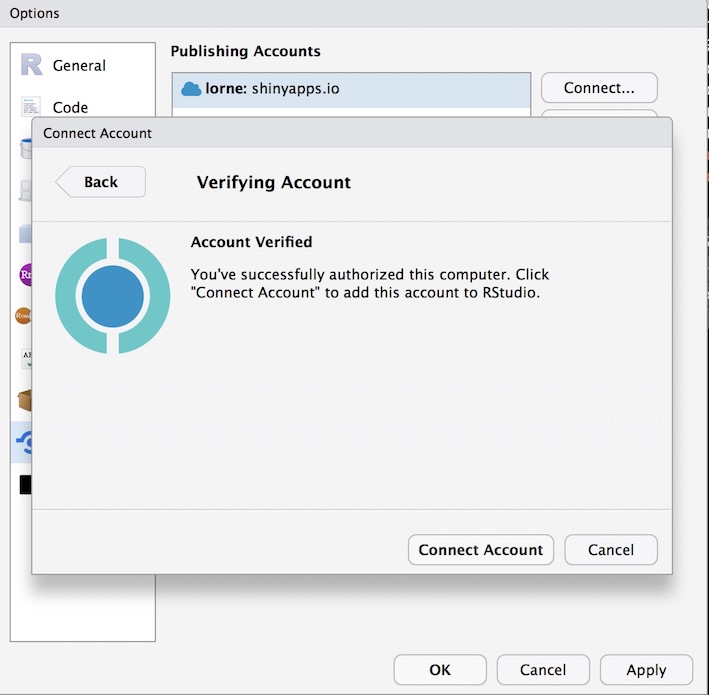 Options
General
Code
Publishing Accounts
lorne: shinyapps.io
Connect...
Connect Account
Back
Verifying Account
Account Verified
You've successfully authorized this computer. Click
"Connect Account" to add this account to RStudio.
Connect Account
Cancel
OK
Cancel
Apply